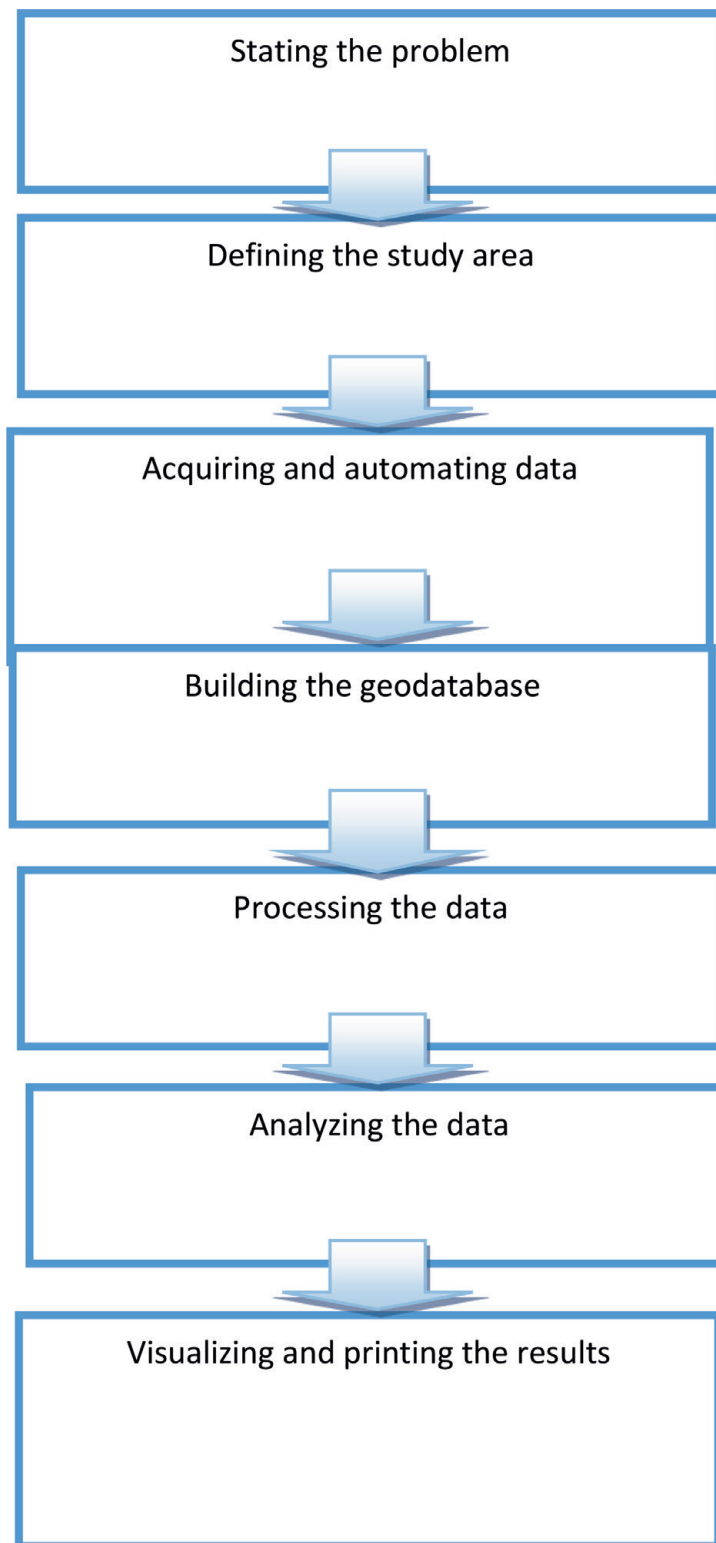 Stating the problem
Defining the study area
Acquiring and automating data
Building the geodatabase
Processing the data
Analyzing the data
Visualizing and printing the results